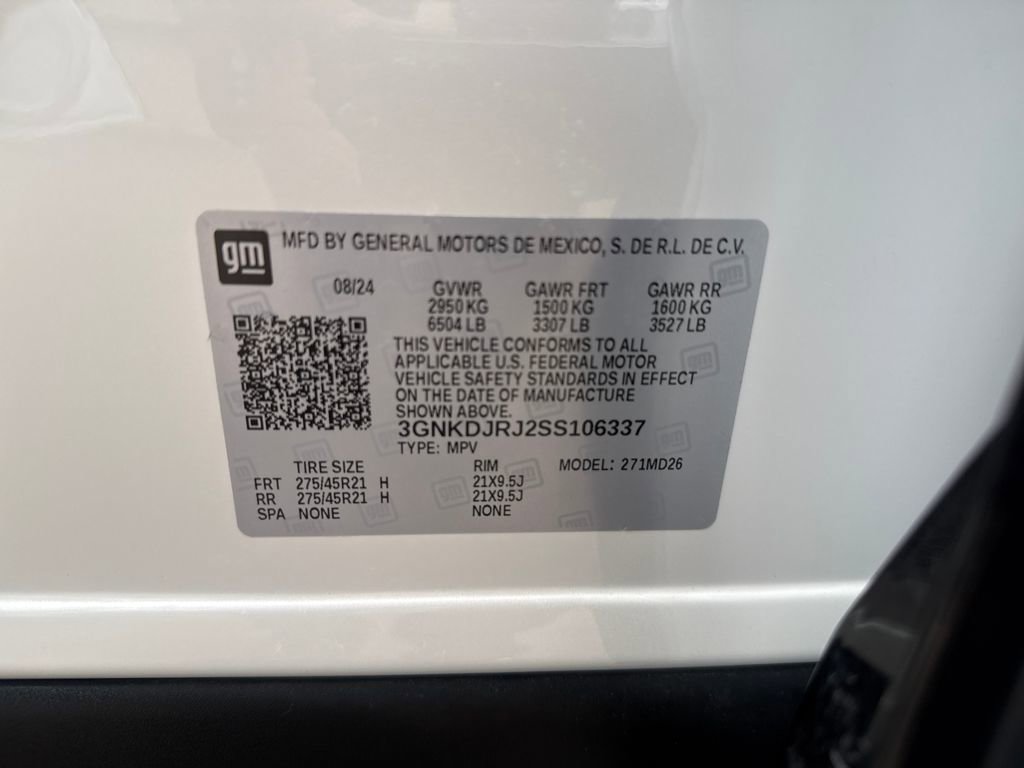 gm MFD BY GENERAL MOTORS DE MEXICO, S. DE R.L. DE C.V.
08/24 GVWR GAWR FRT GAWR RR
2950 KG 1500 KG 1600 KG
6504 LB 3307 LB 3527 LB
THIS VEHICLE CONFORMS TO ALL
APPLICABLE U.S. FEDERAL MOTOR
VEHICLE SAFETY STANDARDS IN EFFECT
ON THE DATE OF MANUFACTURE
SHOWN ABOVE.
3GNKDJRJ2SS106337
TYPE: MPV
TIRE SIZE RIM MODEL: 271MD26
FRT 275/45R21 H 21X9.5J
RR 275/45R21 H 21X9.5J
SPA NONE NONE